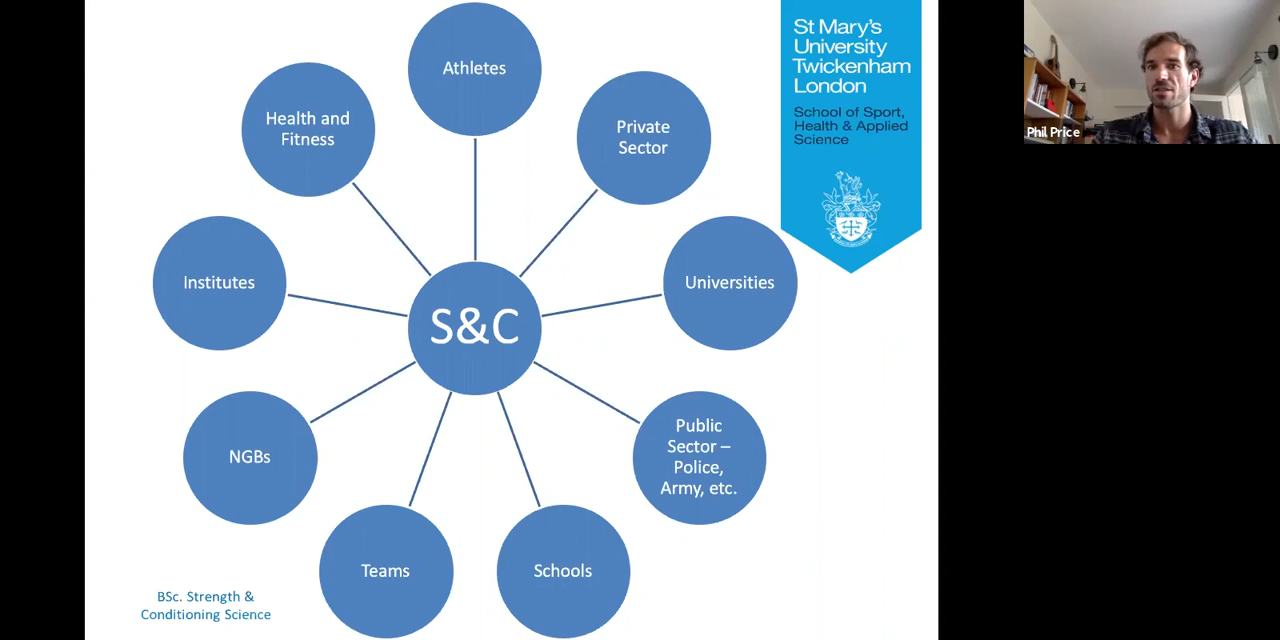 Athletes
Private
Sector
Universities
Public
Sector –
Police,
Army, etc.
Schools
Teams
NGBs
Institutes
Health and
Fitness
S&C
BSc. Strength &
Conditioning Science
St Mary's
University
Twickenham
London
School of Sport,
Health & Applied
Science
Phil Price